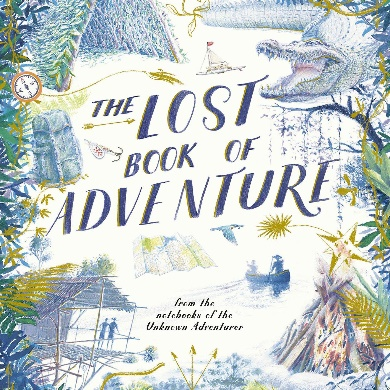 THE LOST
BOOK OF
ADVENTURE
from the
notebooks of the
Unknown Adventurer